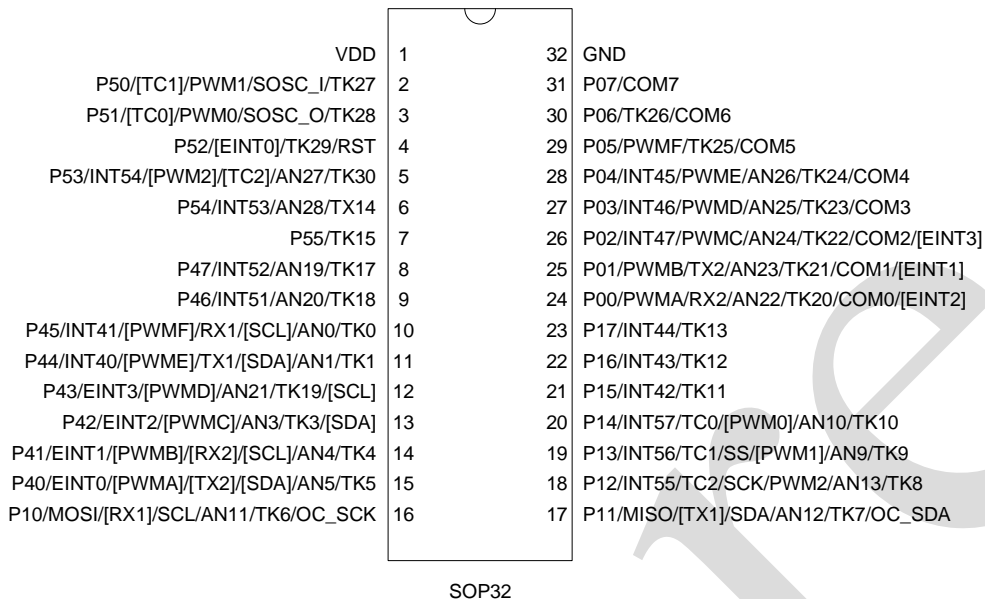 VDD 1 32 GND
P50/[TC1]/PWM1/SOSC_I/TK27 2 31 P07/COM7
P51/[TC0]/PWM0/SOSC_O/TK28 3 30 P06/TK26/COM6
P52/[EINT0]/TK29/RST 4 29 P05/PWMF/TK25/COM5
P53/INT54/[PWM2]/[TC2]/AN27/TK30 5 28 P04/INT45/PWME/AN26/TK24/COM4
P54/INT53/AN28/TX14 6 27 P03/INT46/PWMD/AN25/TK23/COM3
P55/TK15 7 26 P02/INT47/PWMC/AN24/TK22/COM2/[EINT3]
P47/INT52/AN19/TK17 8 25 P01/PWMB/TX2/AN23/TK21/COM1/[EINT1]
P46/INT51/AN20/TK18 9 24 P00/PWMA/RX2/AN22/TK20/COM0/[EINT2]
P45/INT41/[PWMF]/RX1/[SCL]/AN0/TK0 10 23 P17/INT44/TK13
P44/INT40/[PWME]/TX1/[SDA]/AN1/TK1 11 22 P16/INT43/TK12
P43/EINT3/[PWMD]/AN21/TK19/[SCL] 12 21 P15/INT42/TK11
P42/EINT2/[PWMC]/AN3/TK3/[SDA] 13 20 P14/INT57/TC0/[PWM0]/AN10/TK10
P41/EINT1/[PWMB]/[RX2]/[SCL]/AN4/TK4 14 19 P13/INT56/TC1/SS/[PWM1]/AN9/TK9
P40/EINT0/[PWMA]/[TX2]/[SDA]/AN5/TK5 15 18 P12/INT55/TC2/SCK/PWM2/AN13/TK8
P10/MOSI/[RX1]/SCL/AN11/TK6/OC_SCK 16 17 P11/MISO/[TX1]/SDA/AN12/TK7/OC_SDA
SOP32